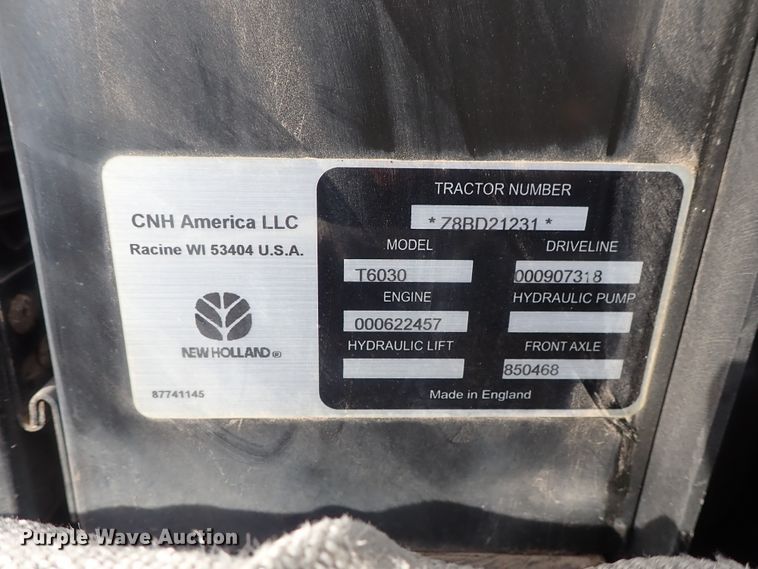 CNH America LLC
Racine WI 53404 U.S.A.
NEW HOLLAND ®
87741145
TRACTOR NUMBER
* Z8BD21231 *
MODEL DRIVELINE
T6030 000907318
ENGINE HYDRAULIC PUMP
000622457
HYDRAULIC LIFT FRONT AXLE
850468
Made in England
Purple Wave Auction